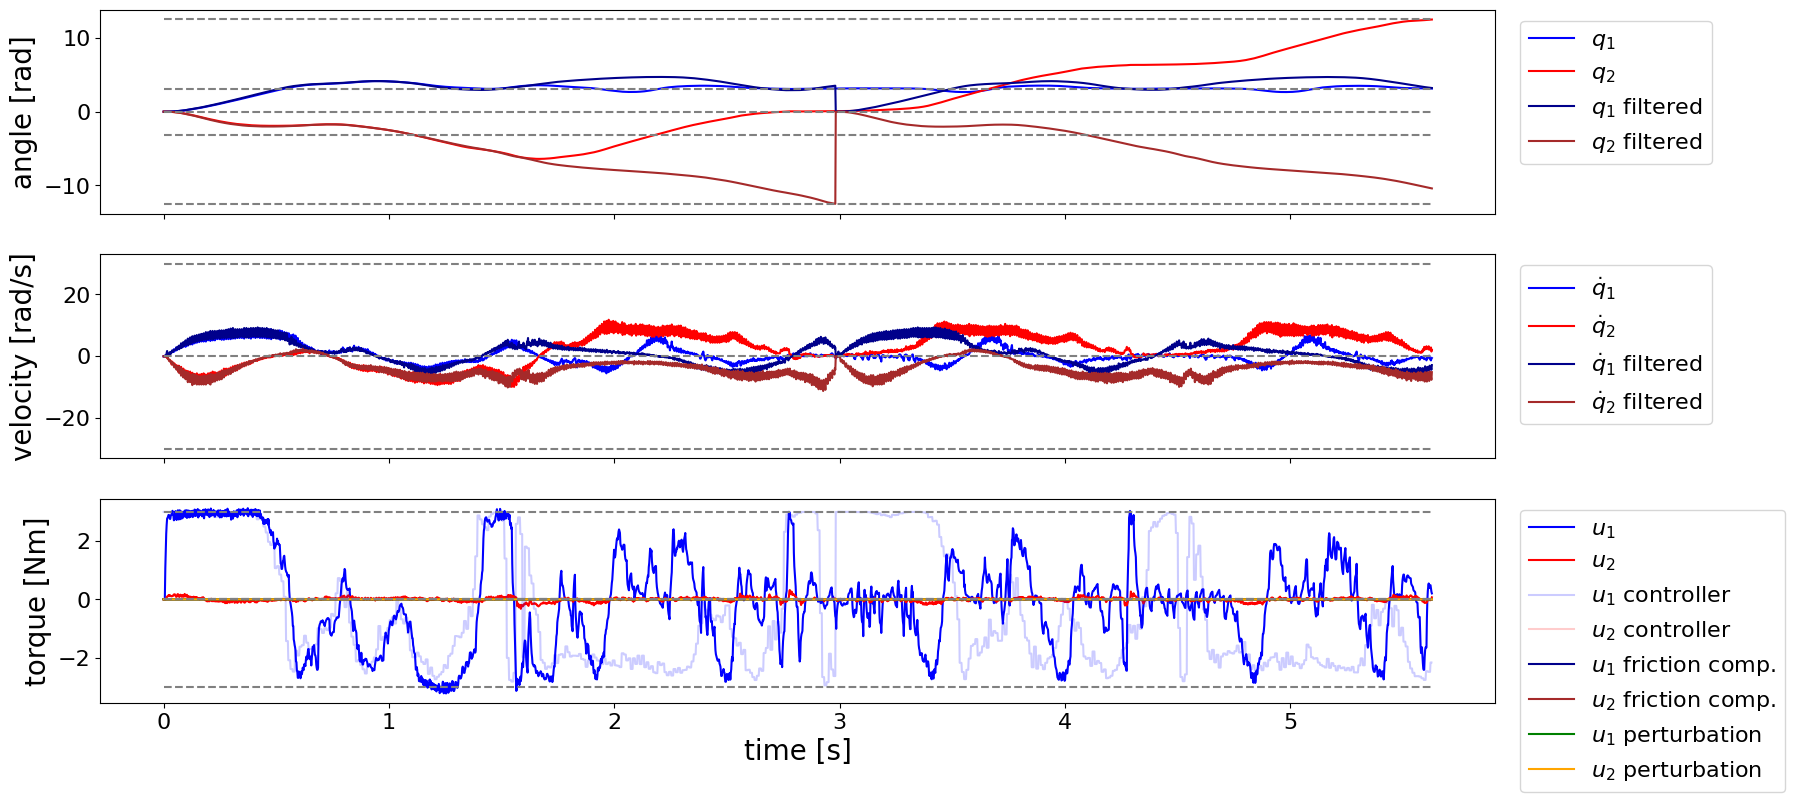 angle [rad]
10
0
−10
q₁
q₂
q₁ filtered
q₂ filtered
velocity [rad/s]
20
0
−20
q̇₁
q̇₂
q̇₁ filtered
q̇₂ filtered
torque [Nm]
2
0
−2
0 1 2 3 4 5
time [s]
u₁
u₂
u₁ controller
u₂ controller
u₁ friction comp.
u₂ friction comp.
u₁ perturbation
u₂ perturbation